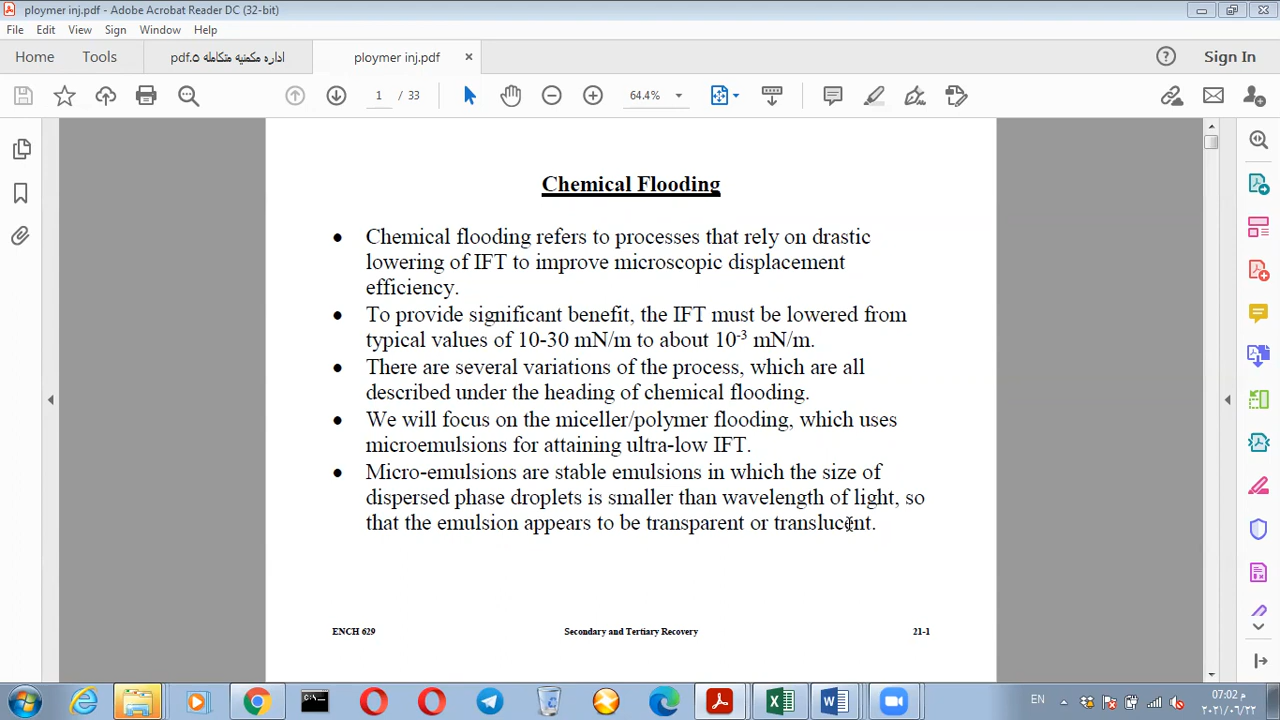 ploymer inj.pdf - Adobe Acrobat Reader DC (32-bit)
File Edit View Sign Window Help
Home Tools اداره مكمنيه متكامله ٥.pdf ploymer inj.pdf × Sign In
1 / 33 64.4%
Chemical Flooding
• Chemical flooding refers to processes that rely on drastic
lowering of IFT to improve microscopic displacement
efficiency.
• To provide significant benefit, the IFT must be lowered from
typical values of 10-30 mN/m to about 10⁻³ mN/m.
• There are several variations of the process, which are all
described under the heading of chemical flooding.
• We will focus on the miceller/polymer flooding, which uses
microemulsions for attaining ultra-low IFT.
• Micro-emulsions are stable emulsions in which the size of
dispersed phase droplets is smaller than wavelength of light, so
that the emulsion appears to be transparent or translucent.
ENCH 629 Secondary and Tertiary Recovery 21-1
EN 07:02 م
٢٠٢١/٠٦/٢٢